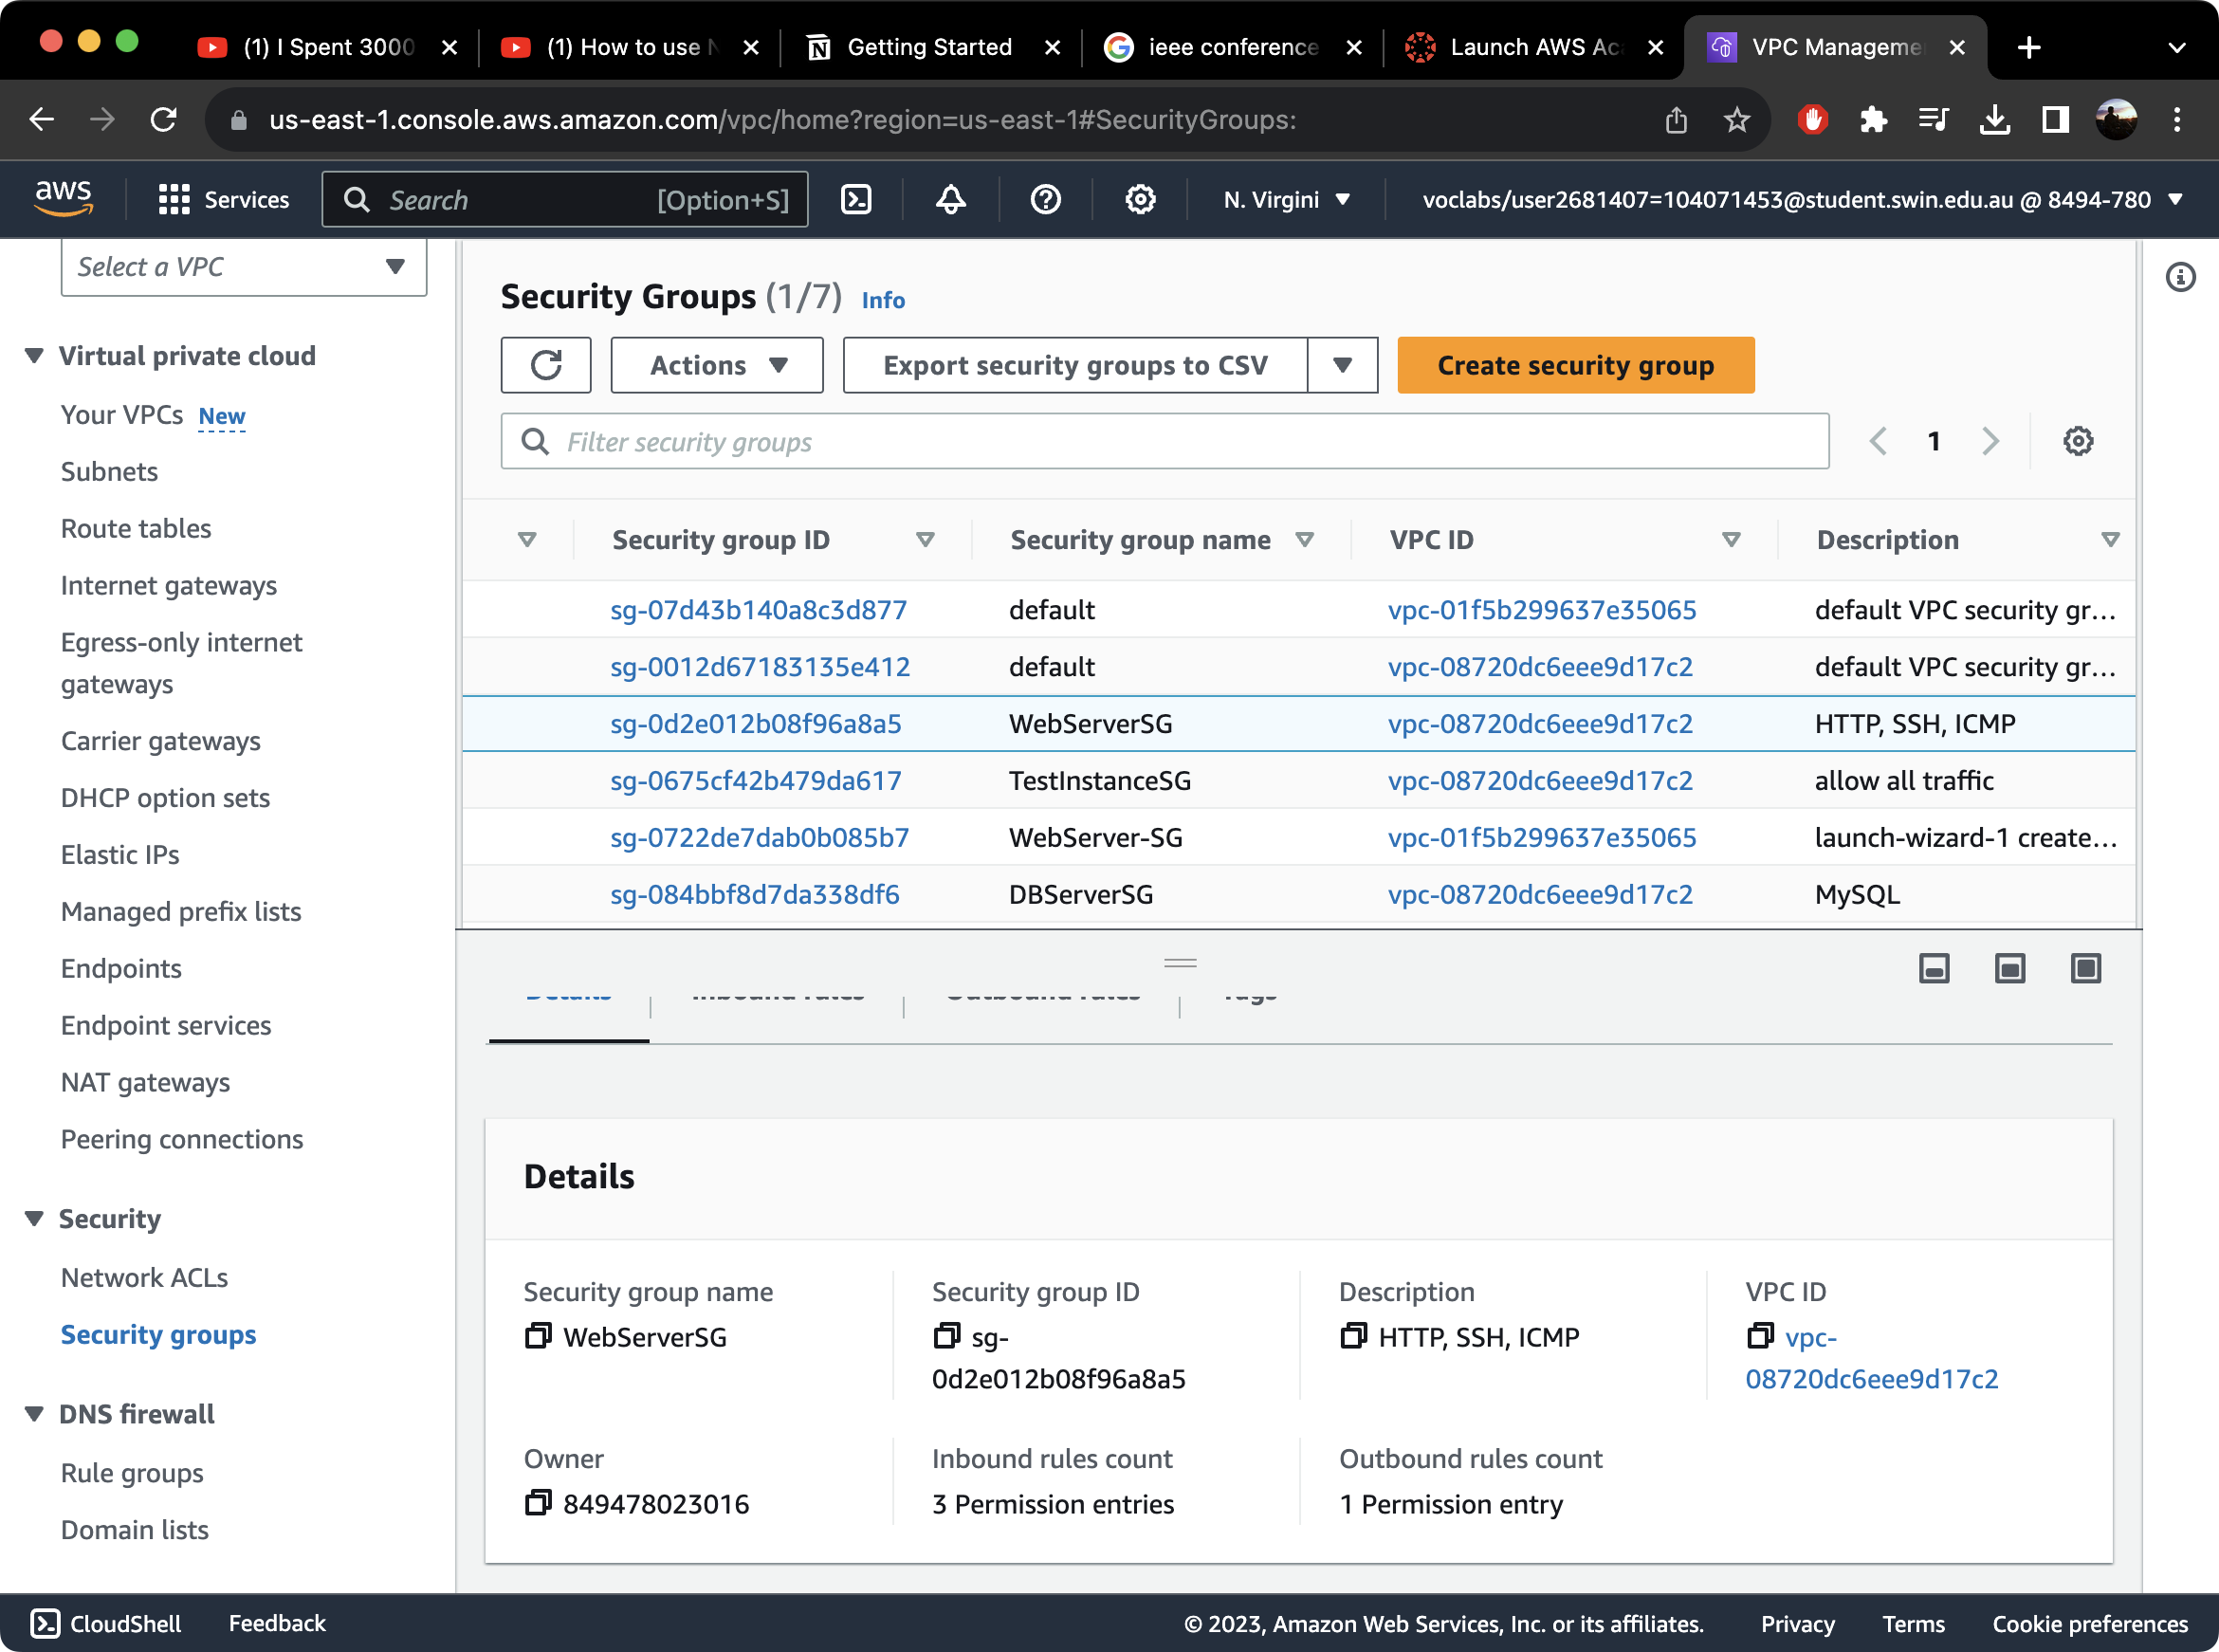 (1) I Spent 3000
(1) How to use N
Getting Started
ieee conference
Launch AWS Aca
VPC Manageme
us-east-1.console.aws.amazon.com/vpc/home?region=us-east-1#SecurityGroups:
aws
Services
Search
[Option+S]
N. Virgini
voclabs/user2681407=104071453@student.swin.edu.au @ 8494-780
Select a VPC
Virtual private cloud
Your VPCs New
Subnets
Route tables
Internet gateways
Egress-only internet
gateways
Carrier gateways
DHCP option sets
Elastic IPs
Managed prefix lists
Endpoints
Endpoint services
NAT gateways
Peering connections
Security
Network ACLs
Security groups
DNS firewall
Rule groups
Domain lists
Security Groups (1/7) Info
Actions
Export security groups to CSV
Create security group
Filter security groups
1
Security group ID Security group name VPC ID Description
sg-07d43b140a8c3d877 default vpc-01f5b299637e35065 default VPC security gr...
sg-0012d67183135e412 default vpc-08720dc6eee9d17c2 default VPC security gr...
sg-0d2e012b08f96a8a5 WebServerSG vpc-08720dc6eee9d17c2 HTTP, SSH, ICMP
sg-0675cf42b479da617 TestInstanceSG vpc-08720dc6eee9d17c2 allow all traffic
sg-0722de7dab0b085b7 WebServer-SG vpc-01f5b299637e35065 launch-wizard-1 create...
sg-084bbf8d7da338df6 DBServerSG vpc-08720dc6eee9d17c2 MySQL
Details Inbound rules Outbound rules Tags
Details
Security group name
WebServerSG
Security group ID
sg-
0d2e012b08f96a8a5
Description
HTTP, SSH, ICMP
VPC ID
vpc-
08720dc6eee9d17c2
Owner
849478023016
Inbound rules count
3 Permission entries
Outbound rules count
1 Permission entry
CloudShell
Feedback
© 2023, Amazon Web Services, Inc. or its affiliates.
Privacy
Terms
Cookie preferences